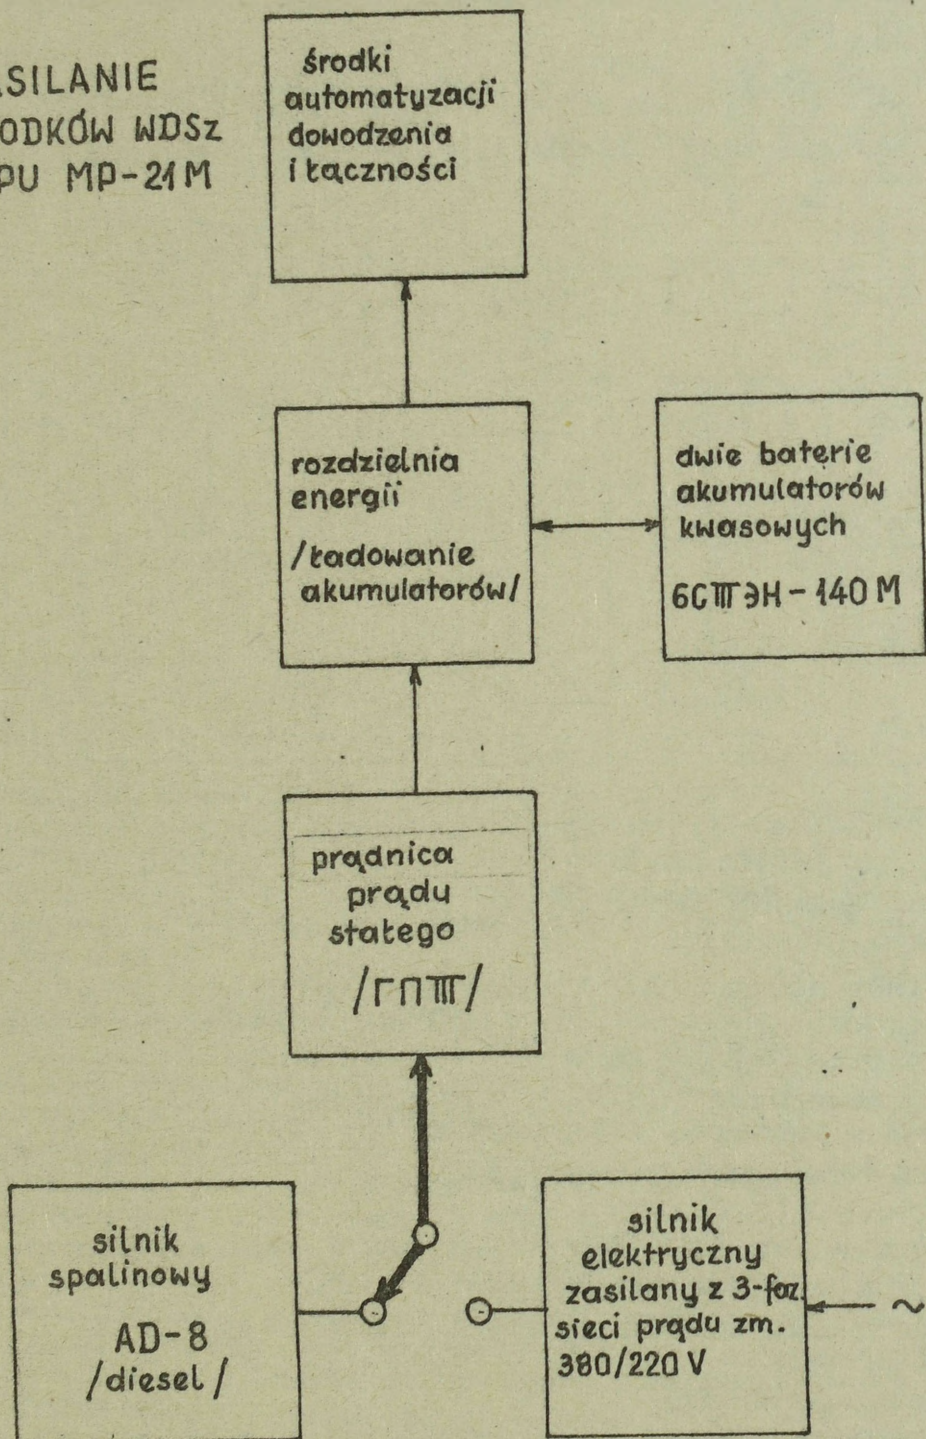 ASILANIE
ODKÓW WDSz
PU MP-21M
środki
automatyzacji
dowodzenia
i łączności
rozdzielnia
energii
/ładowanie
akumulatorów/
dwie baterie
akumulatorów
kwasowych
6СТЭН-140М
prądnica
prądu
stałego
/ГПТ/
silnik
spalinowy
AD-8
/diesel/
silnik
elektryczny
zasilany z 3-faz.
sieci prądu zm.
380/220 V
~